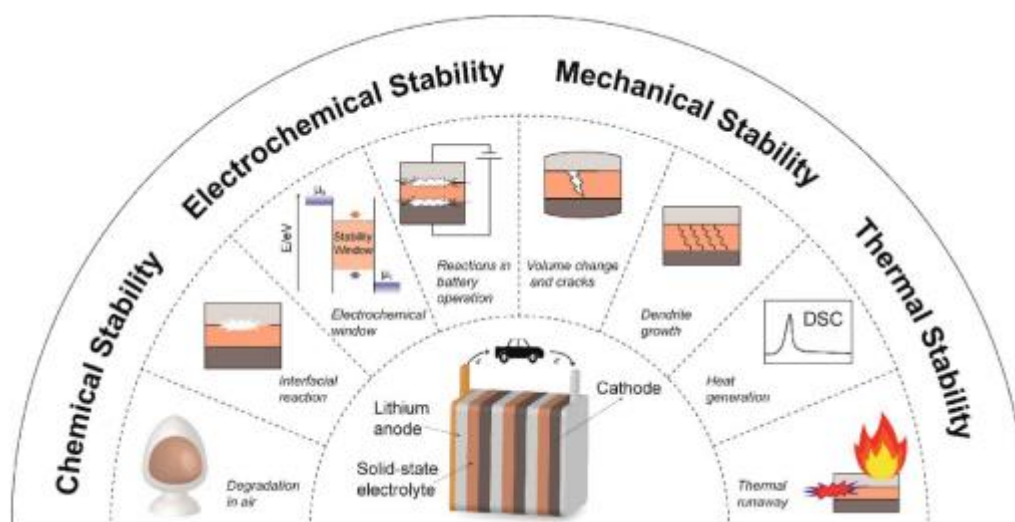 Chemical Stability
Electrochemical Stability
Mechanical Stability
Thermal Stability
Degradation
in air
Interfacial
reaction
E/eV
Stability
Window
Electrochemical
window
Reactions in
battery
operation
Volume change
and cracks
Dendrite
growth
DSC
Heat
generation
Thermal
runaway
Lithium
anode
Solid-state
electrolyte
Cathode